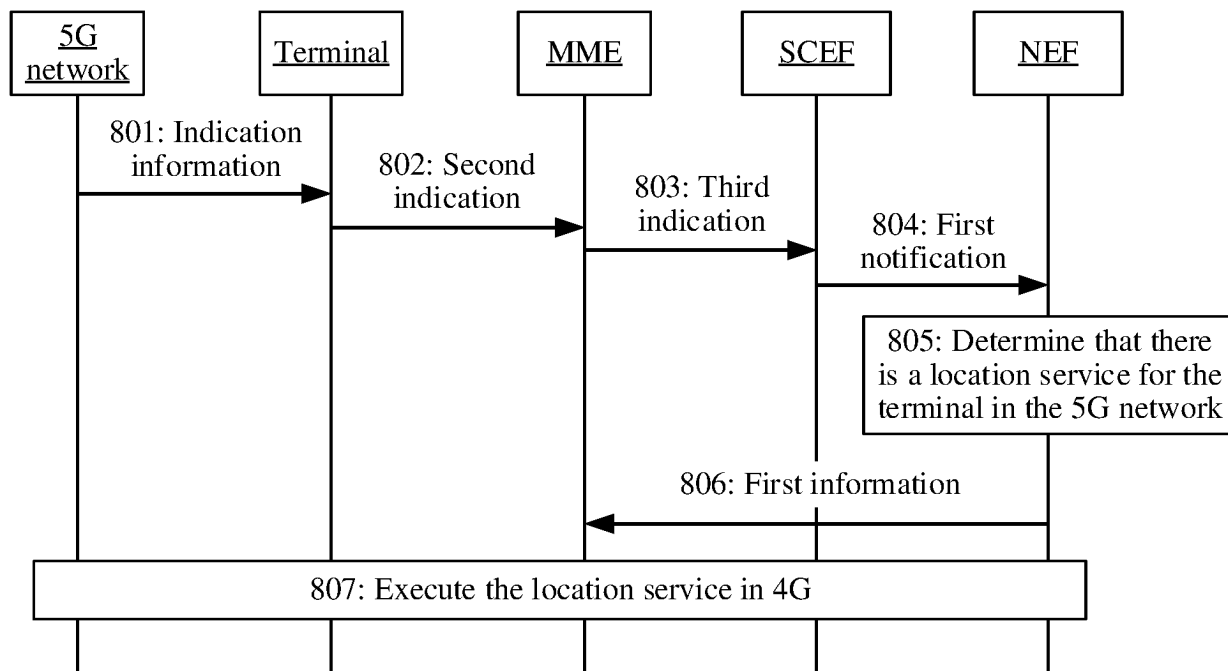 5G
network
Terminal
MME
SCEF
NEF
801: Indication
information
802: Second
indication
803: Third
indication
804: First
notification
805: Determine that there
is a location service for the
terminal in the 5G network
806: First information
807: Execute the location service in 4G